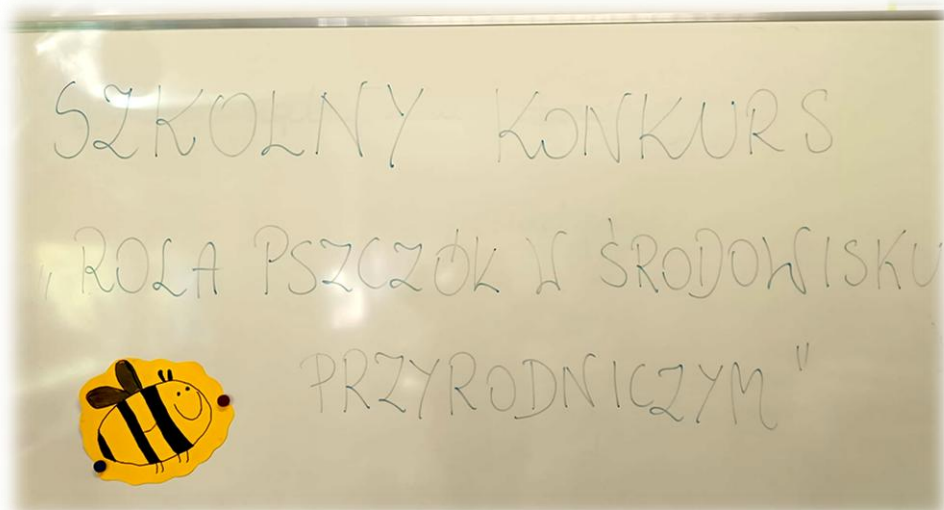 SZKOLNY KONKURS
„ROLA PSZCZÓŁ W ŚRODOWISKU
PRZYRODNICZYM"